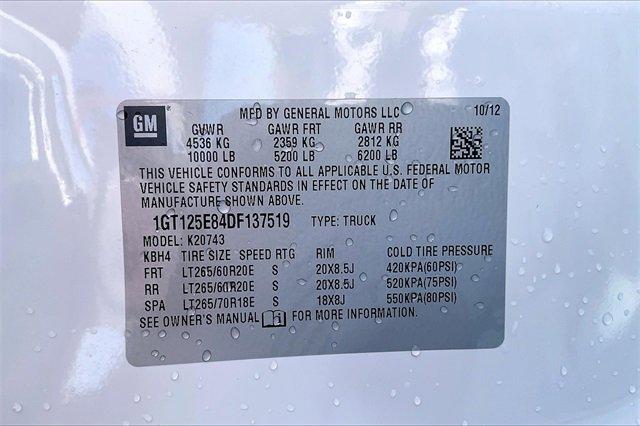 GM
MFD BY GENERAL MOTORS LLC 10/12
GVWR GAWR FRT GAWR RR
4536 KG 2359 KG 2812 KG
10000 LB 5200 LB 6200 LB
THIS VEHICLE CONFORMS TO ALL APPLICABLE U.S. FEDERAL MOTOR
VEHICLE SAFETY STANDARDS IN EFFECT ON THE DATE OF
MANUFACTURE SHOWN ABOVE.
1GT125E84DF137519 TYPE: TRUCK
MODEL: K20743
KBH4 TIRE SIZE SPEED RTG RIM COLD TIRE PRESSURE
FRT LT265/60R20E S 20X8.5J 420KPA(60PSI)
RR LT265/60R20E S 20X8.5J 520KPA(75PSI)
SPA LT265/70R18E S 18X8J 550KPA(80PSI)
SEE OWNER'S MANUAL FOR MORE INFORMATION.